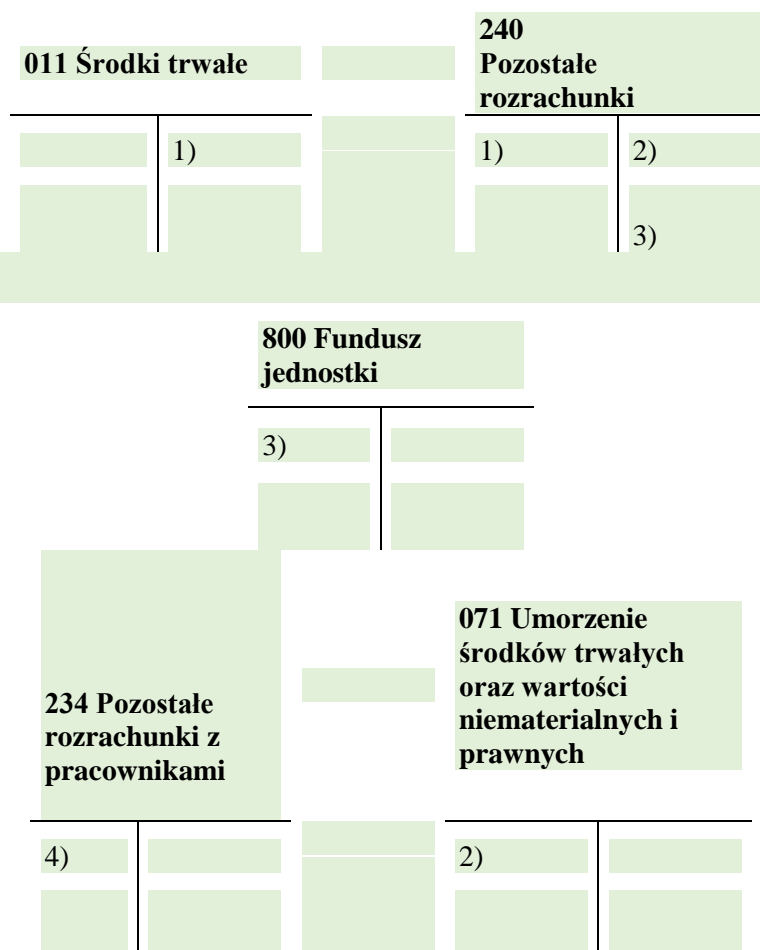 011 Środki trwałe
240
Pozostałe
rozrachunki
1)
1)
2)
3)
800 Fundusz
jednostki
3)
234 Pozostałe
rozrachunki z
pracownikami
071 Umorzenie
środków trwałych
oraz wartości
niematerialnych i
prawnych
4)
2)